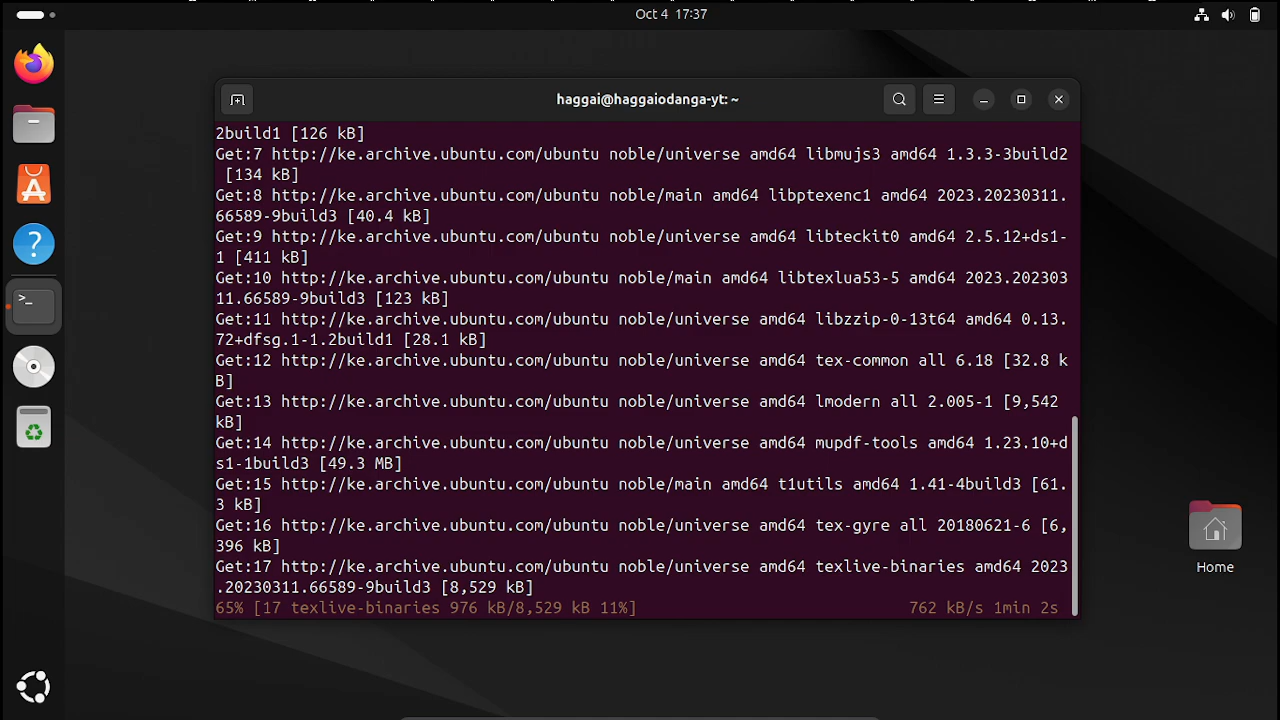 Oct 4 17:37
haggai@haggaiodanga-yt: ~
2build1 [126 kB]
Get:7 http://ke.archive.ubuntu.com/ubuntu noble/universe amd64 libmujs3 amd64 1.3.3-3build2
[134 kB]
Get:8 http://ke.archive.ubuntu.com/ubuntu noble/main amd64 libptexenc1 amd64 2023.20230311.
66589-9build3 [40.4 kB]
Get:9 http://ke.archive.ubuntu.com/ubuntu noble/universe amd64 libteckit0 amd64 2.5.12+ds1-
1 [411 kB]
Get:10 http://ke.archive.ubuntu.com/ubuntu noble/main amd64 libtexlua53-5 amd64 2023.202303
11.66589-9build3 [123 kB]
Get:11 http://ke.archive.ubuntu.com/ubuntu noble/universe amd64 libzzip-0-13t64 amd64 0.13.
72+dfsg.1-1.2build1 [28.1 kB]
Get:12 http://ke.archive.ubuntu.com/ubuntu noble/universe amd64 tex-common all 6.18 [32.8 k
B]
Get:13 http://ke.archive.ubuntu.com/ubuntu noble/universe amd64 lmodern all 2.005-1 [9,542
kB]
Get:14 http://ke.archive.ubuntu.com/ubuntu noble/universe amd64 mupdf-tools amd64 1.23.10+d
s1-1build3 [49.3 MB]
Get:15 http://ke.archive.ubuntu.com/ubuntu noble/main amd64 t1utils amd64 1.41-4build3 [61.
3 kB]
Get:16 http://ke.archive.ubuntu.com/ubuntu noble/universe amd64 tex-gyre all 20180621-6 [6,
396 kB]
Get:17 http://ke.archive.ubuntu.com/ubuntu noble/universe amd64 texlive-binaries amd64 2023
.20230311.66589-9build3 [8,529 kB]
65% [17 texlive-binaries 976 kB/8,529 kB 11%] 762 kB/s 1min 2s
Home